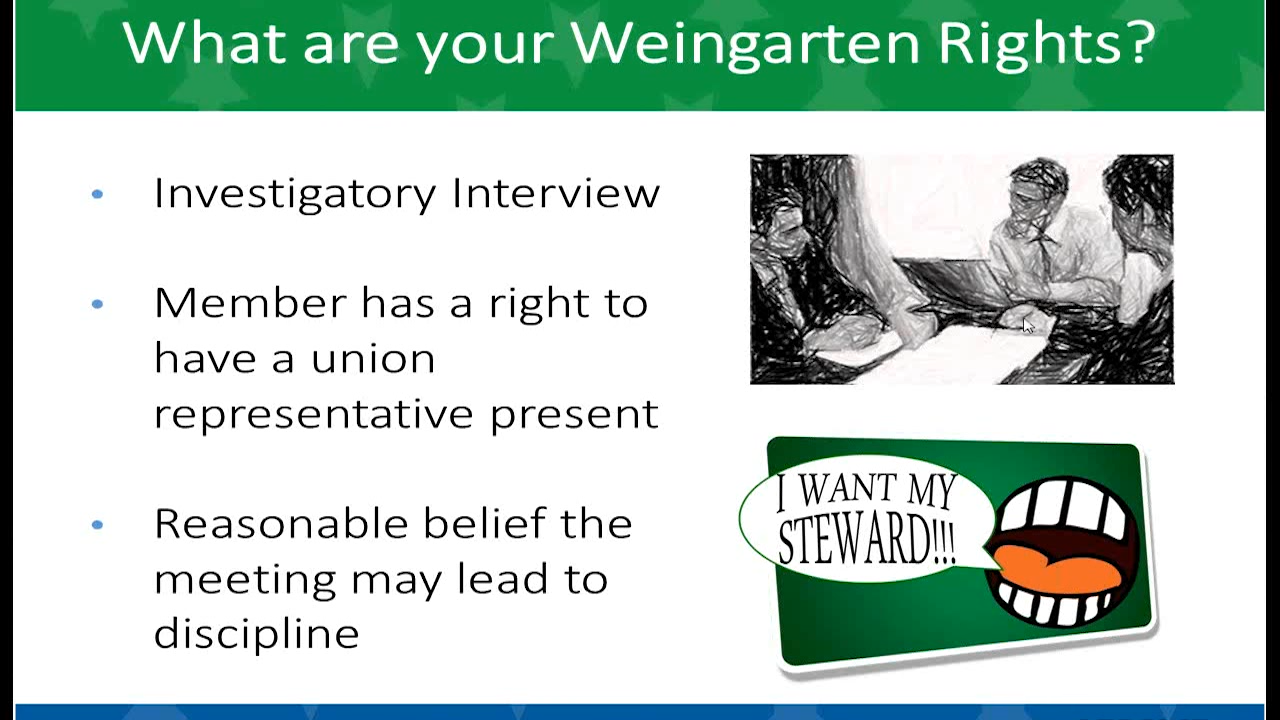 What are your Weingarten Rights?
• Investigatory Interview
• Member has a right to
have a union
representative present
• Reasonable belief the
meeting may lead to
discipline
I WANT MY
STEWARD!!!